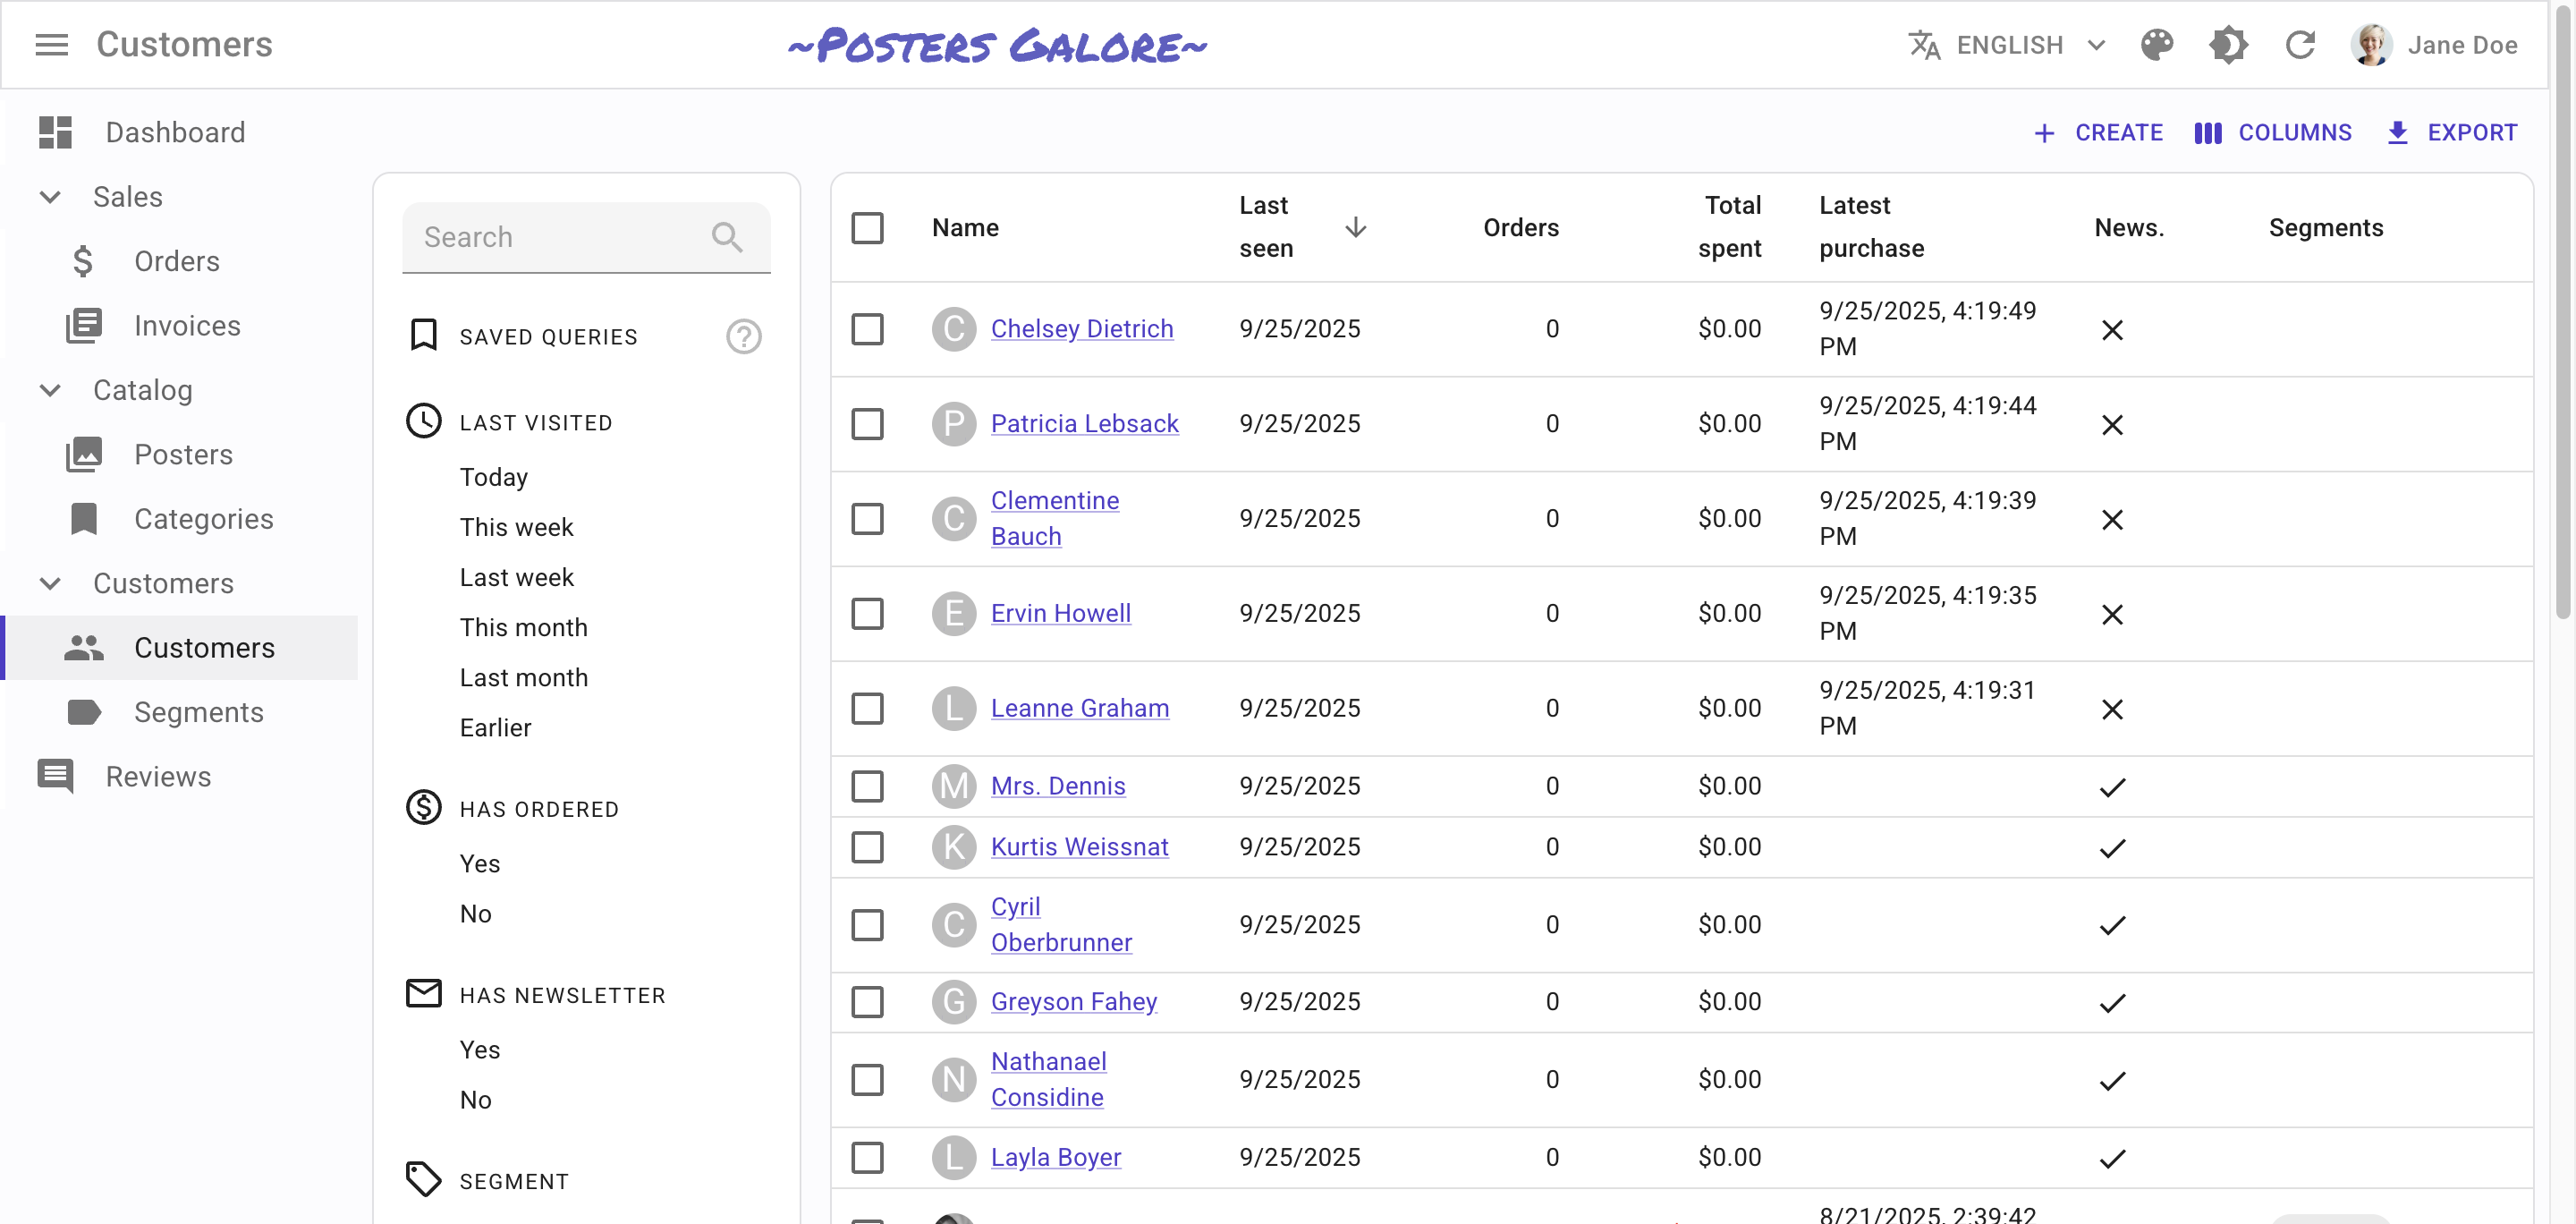 Customers
~Posters Galore~
ENGLISH
Jane Doe
Dashboard
Sales
Orders
Invoices
Catalog
Posters
Categories
Customers
Customers
Segments
Reviews
CREATE
COLUMNS
EXPORT
Search
SAVED QUERIES
?
LAST VISITED
Today
This week
Last week
This month
Last month
Earlier
HAS ORDERED
Yes
No
HAS NEWSLETTER
Yes
No
SEGMENT
Name
Last
seen
Orders
Total
spent
Latest
purchase
News.
Segments
C
Chelsey Dietrich
9/25/2025
0
$0.00
9/25/2025, 4:19:49
PM
P
Patricia Lebsack
9/25/2025
0
$0.00
9/25/2025, 4:19:44
PM
C
Clementine
Bauch
9/25/2025
0
$0.00
9/25/2025, 4:19:39
PM
E
Ervin Howell
9/25/2025
0
$0.00
9/25/2025, 4:19:35
PM
L
Leanne Graham
9/25/2025
0
$0.00
9/25/2025, 4:19:31
PM
M
Mrs. Dennis
9/25/2025
0
$0.00
K
Kurtis Weissnat
9/25/2025
0
$0.00
C
Cyril
Oberbrunner
9/25/2025
0
$0.00
G
Greyson Fahey
9/25/2025
0
$0.00
N
Nathanael
Considine
9/25/2025
0
$0.00
L
Layla Boyer
9/25/2025
0
$0.00
8/21/2025, 2:39:42